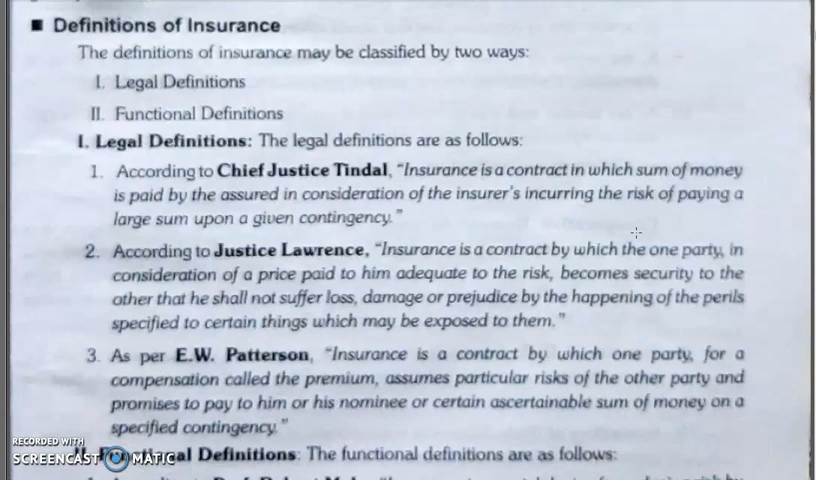 ■ Definitions of Insurance
The definitions of insurance may be classified by two ways:
I. Legal Definitions
II. Functional Definitions
I. Legal Definitions: The legal definitions are as follows:
1. According to Chief Justice Tindal, “Insurance is a contract in which sum of money
is paid by the assured in consideration of the insurer's incurring the risk of paying a
large sum upon a given contingency.”
2. According to Justice Lawrence, “Insurance is a contract by which the one party, in
consideration of a price paid to him adequate to the risk, becomes security to the
other that he shall not suffer loss, damage or prejudice by the happening of the perils
specified to certain things which may be exposed to them.”
3. As per E.W. Patterson, “Insurance is a contract by which one party, for a
compensation called the premium, assumes particular risks of the other party and
promises to pay to him or his nominee or certain ascertainable sum of money on a
specified contingency.”
RECORDED WITH
SCREENCAST MATIC
Definitions: The functional definitions are as follows: